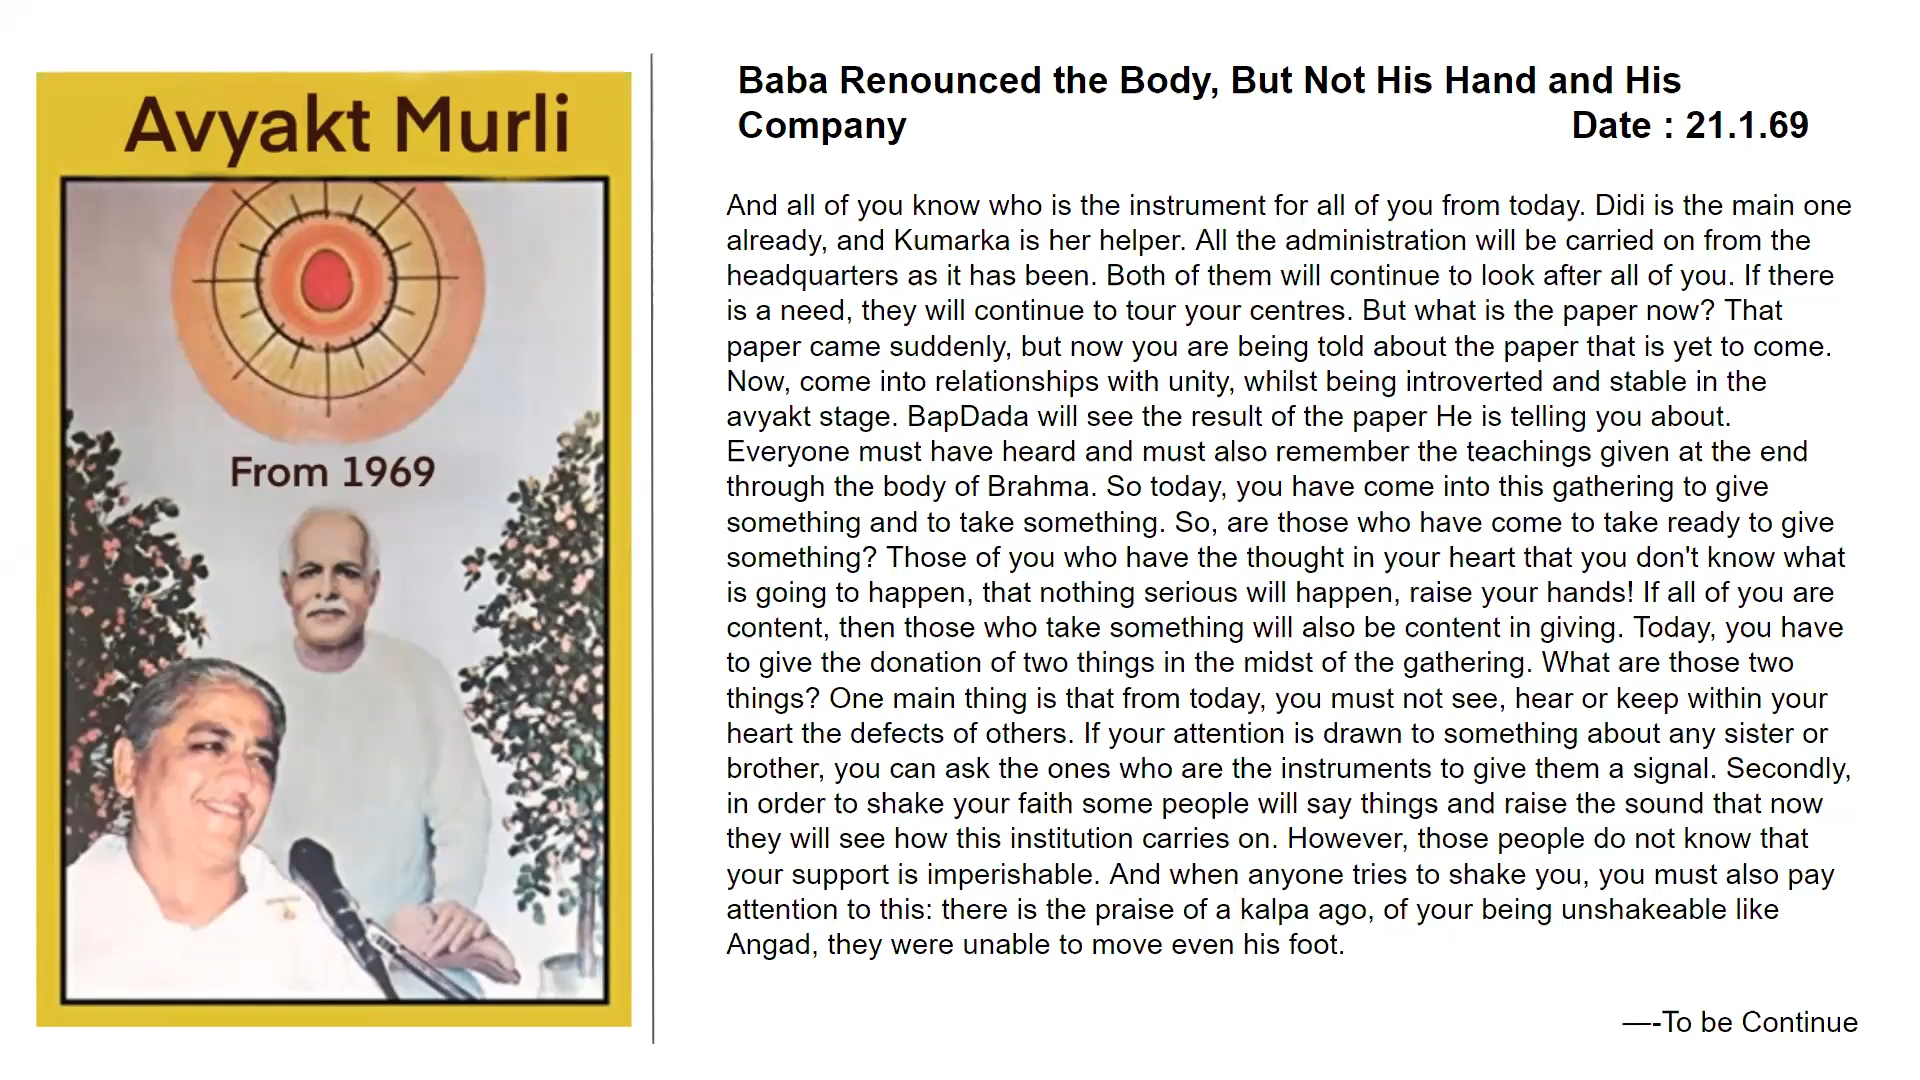 Avyakt Murli
From 1969
Baba Renounced the Body, But Not His Hand and His
Company Date : 21.1.69
And all of you know who is the instrument for all of you from today. Didi is the main one
already, and Kumarka is her helper. All the administration will be carried on from the
headquarters as it has been. Both of them will continue to look after all of you. If there
is a need, they will continue to tour your centres. But what is the paper now? That
paper came suddenly, but now you are being told about the paper that is yet to come.
Now, come into relationships with unity, whilst being introverted and stable in the
avyakt stage. BapDada will see the result of the paper He is telling you about.
Everyone must have heard and must also remember the teachings given at the end
through the body of Brahma. So today, you have come into this gathering to give
something and to take something. So, are those who have come to take ready to give
something? Those of you who have the thought in your heart that you don't know what
is going to happen, that nothing serious will happen, raise your hands! If all of you are
content, then those who take something will also be content in giving. Today, you have
to give the donation of two things in the midst of the gathering. What are those two
things? One main thing is that from today, you must not see, hear or keep within your
heart the defects of others. If your attention is drawn to something about any sister or
brother, you can ask the ones who are the instruments to give them a signal. Secondly,
in order to shake your faith some people will say things and raise the sound that now
they will see how this institution carries on. However, those people do not know that
your support is imperishable. And when anyone tries to shake you, you must also pay
attention to this: there is the praise of a kalpa ago, of your being unshakeable like
Angad, they were unable to move even his foot.
—-To be Continue